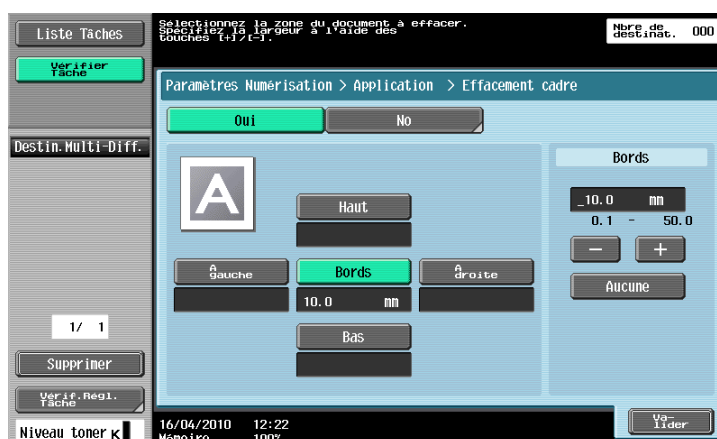 Liste Tâches
Sélectionnez la zone du document à effacer.
Spécifiez la largeur à l'aide des
touches [+]/[-].
Nbre de
destinat.
000
Vérifier
Tâche
Paramètres Numérisation > Application > Effacement cadre
Oui
No
Destin.Multi-Diff.
Bords
A
Haut
_10.0 mm
0.1 - 50.0
− +
A
gauche
Bords
A
droite
Aucune
10.0 mm
Bas
1/ 1
Supprimer
Vérif.Régl.
Tâche
Va-
lider
Niveau toner K
16/04/2010 12:22
Mémoire 100%